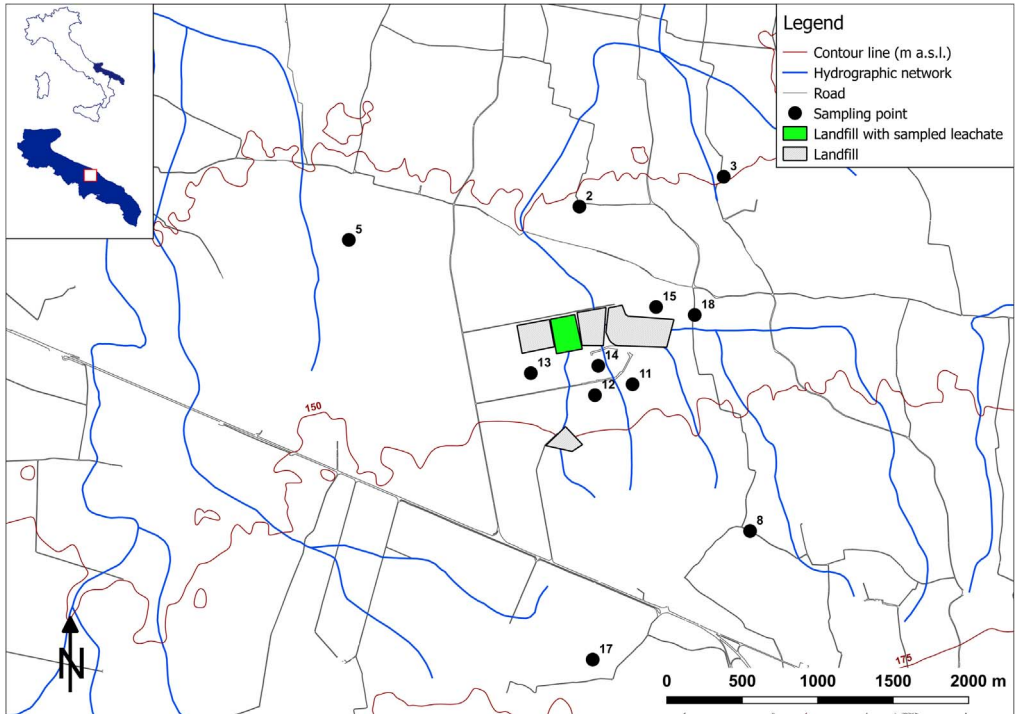 Legend
Contour line (m a.s.l.)
Hydrographic network
Road
Sampling point
Landfill with sampled leachate
Landfill
3
2
5
15
18
14
13
11
12
150
8
17
175
N
0 500 1000 1500 2000 m